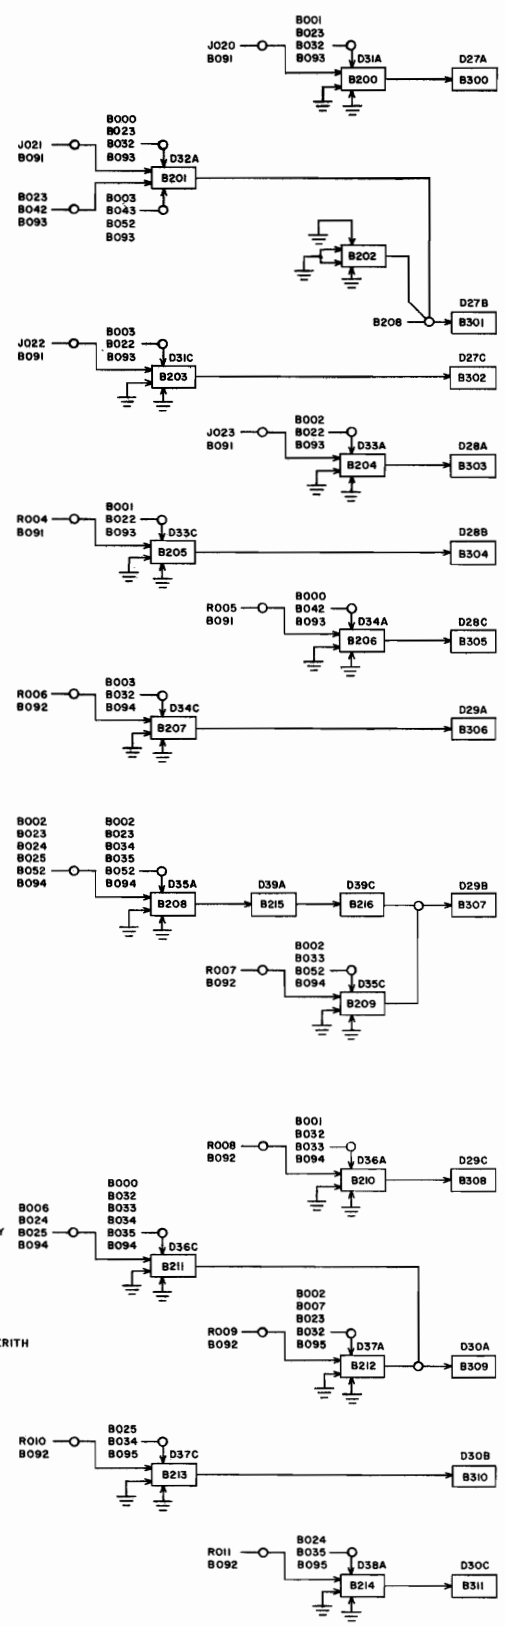 B001
B023
J020 B032
B091 B093 D31A D27A
B200 B300
B000
B023
J021 B032
B091 B093 D32A
B201
B023 B003
B042 B043
B093 B052
B093
B202
D27B
B208 B301
B003
J022 B022
B091 B093 D31C D27C
B203 B302
B002
J023 B022
B091 B093 D33A D28A
B204 B303
B001
R004 B022
B091 B093 D33C D28B
B205 B304
B000
R005 B042
B091 B093 D34A D28C
B206 B305
B003
R006 B032
B092 B094 D34C D29A
B207 B306
B002 B002
B023 B023
B024 B034
B025 B035
B052 B052
B094 B094 D35A D39A D39C D29B
B208 B215 B216 B307
B002
B033
R007 B052
B092 B094 D35C
B209
B001
B032
R008 B033
B092 B094 D36A D29C
B210 B308
B000
B032
B006 B033
B024 B034
Y B025 B035
B094 B094 D36C
B211
B002
B007
B023
R009 B032
B092 B095 D37A D30A
ERITH
B212 B309
B025
R010 B034
B092 B095 D37C D30B
B213 B310
B024
R011 B035
B092 B095 D38A D30C
B214 B311